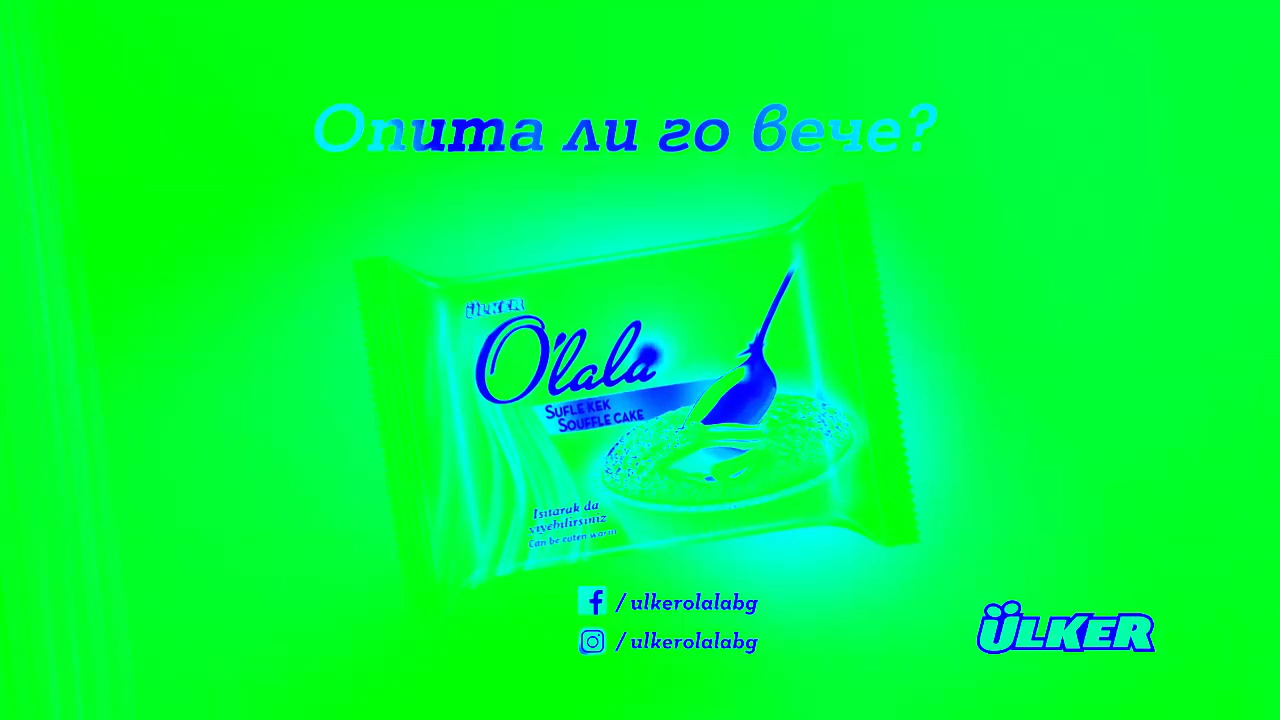 Опита ли го вече?
ÜLKER
O'lala
SUFLE KEK
SOUFFLE CAKE
Isıtarak da
yiyebilirsiniz
Can be eaten warm
/ulkerolalabg
/ulkerolalabg
ÜLKER